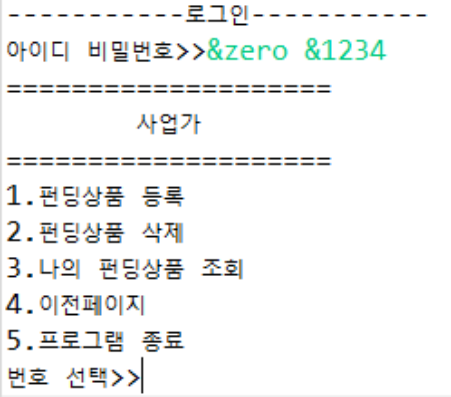 -----------로그인-----------
아이디 비밀번호>>&zero &1234
=====================
사업가
=====================
1.펀딩상품 등록
2.펀딩상품 삭제
3.나의 펀딩상품 조회
4.이전페이지
5.프로그램 종료
번호 선택>>